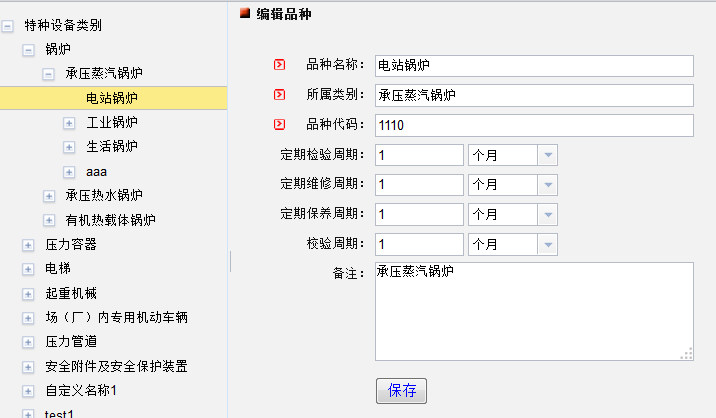 特种设备类别
锅炉
承压蒸汽锅炉
电站锅炉
工业锅炉
生活锅炉
aaa
承压热水锅炉
有机热载体锅炉
压力容器
电梯
起重机械
场（厂）内专用机动车辆
压力管道
安全附件及安全保护装置
自定义名称1
test1
编辑品种
品种名称： 电站锅炉
所属类别： 承压蒸汽锅炉
品种代码： 1110
定期检验周期： 1 个月
定期维修周期： 1 个月
定期保养周期： 1 个月
校验周期： 1 个月
备注： 承压蒸汽锅炉
保存